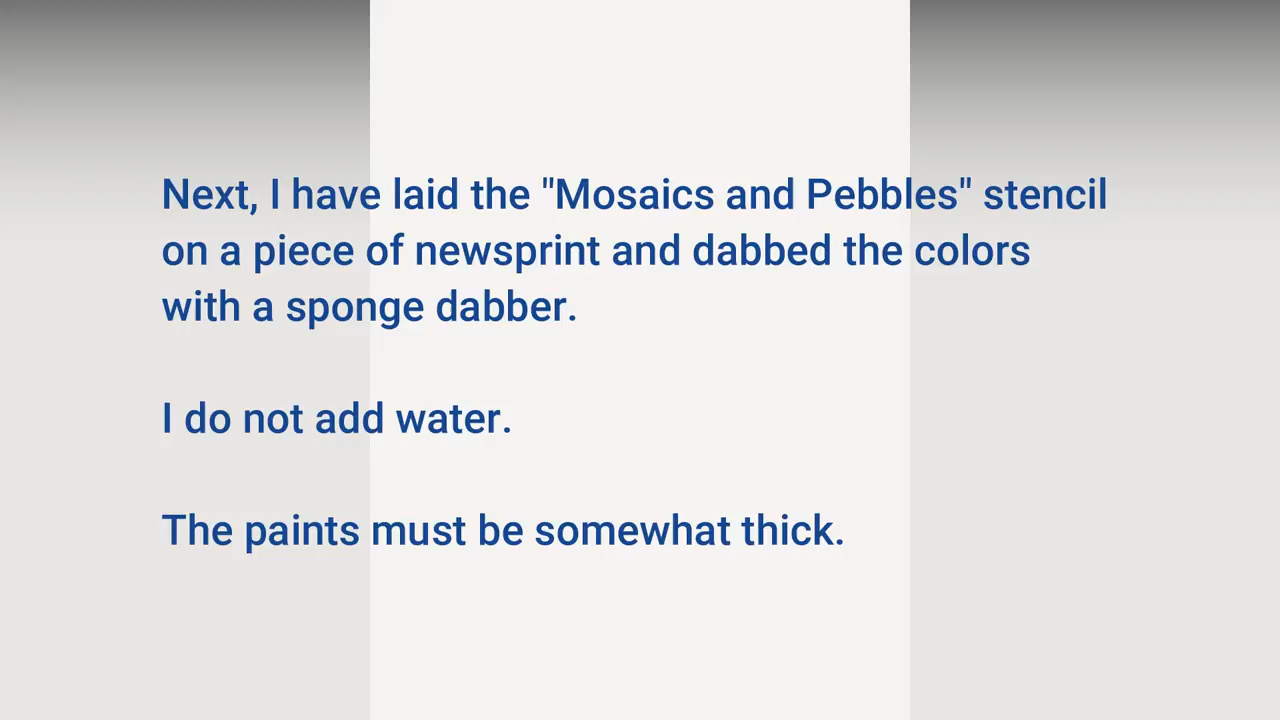 Next, I have laid the "Mosaics and Pebbles" stencil
on a piece of newsprint and dabbed the colors
with a sponge dabber.
I do not add water.
The paints must be somewhat thick.